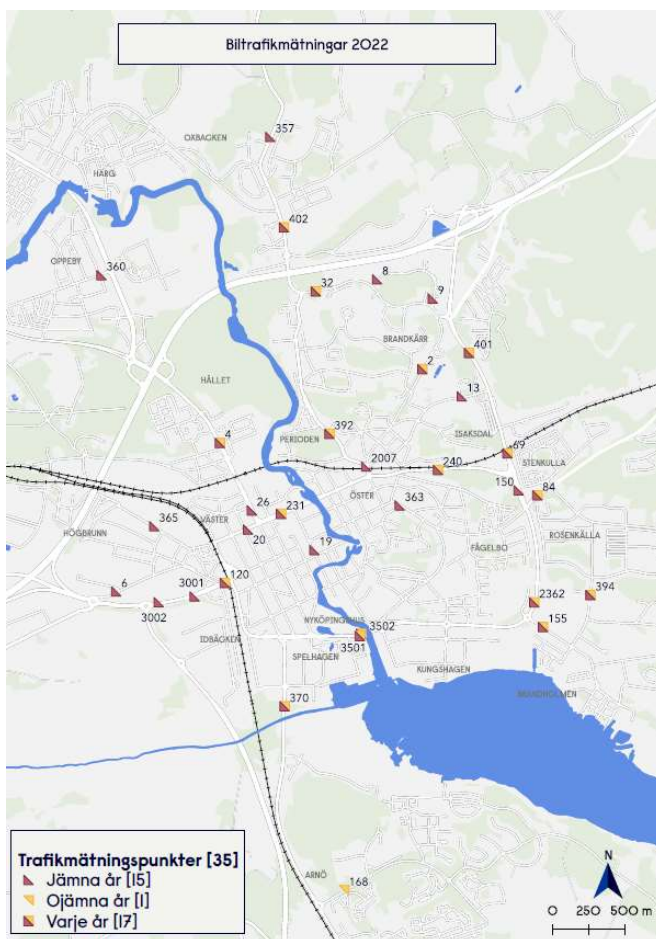 Biltrafikmätningar 2022
357
OXBACKEN
HARG
402
OPPEBY
360
32
8
9
BRANDKÄRR
401
2
HÅLLET
13
392
4
PERIODEN
ISAKSDAL
69
2007
240
STENKULLA
150
84
26
231
ÖSTER
363
365
VÄSTER
20
HÖGBRUNN
ROSENKÄLLA
19
FÅGELBO
120
6
3001
3002
2362
394
NYKÖPINGSHUS
3502
155
IDBÄCKEN
3501
SPELHAGEN
KUNGSHAGEN
BRANDHOLMEN
370
Trafikmätningspunkter [35]
Jämna år [15]
Ojämna år [1]
Varje år [17]
ARNÖ
168
N
0 250 500 m